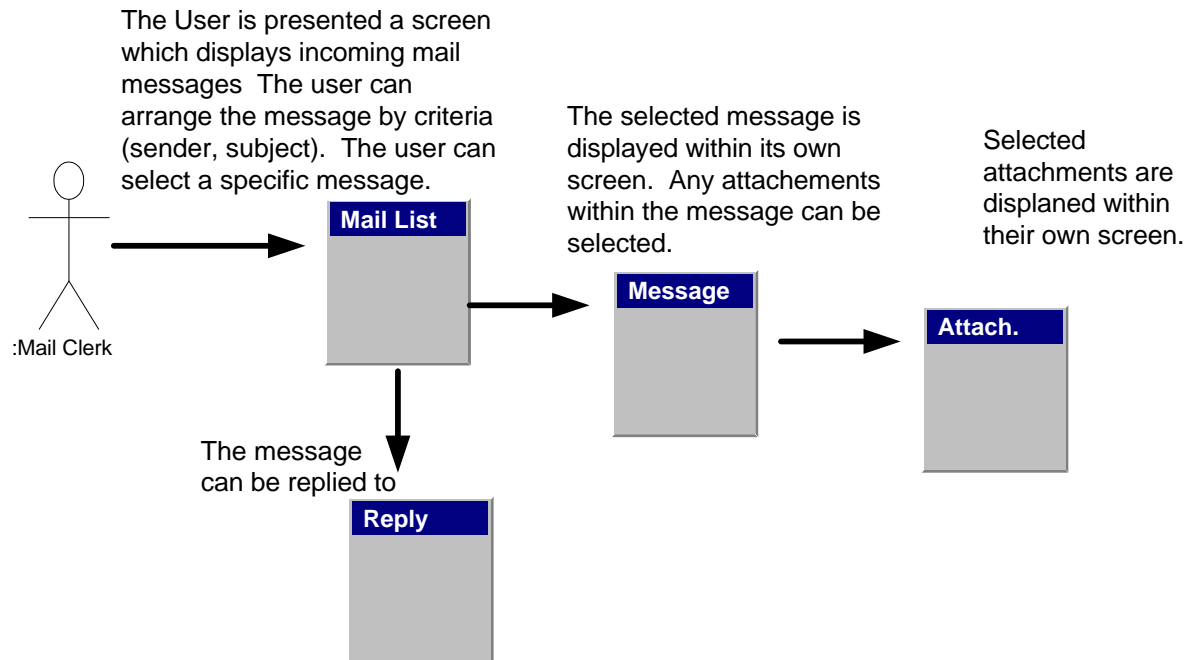 The User is presented a screen
which displays incoming mail
messages  The user can
arrange the message by criteria
(sender, subject).  The user can
select a specific message.
The selected message is
displayed within its own
screen.  Any attachements
within the message can be
selected.
Selected
attachments are
displaned within
their own screen.
Mail List
Message
Attach.
:Mail Clerk
The message
can be replied to
Reply